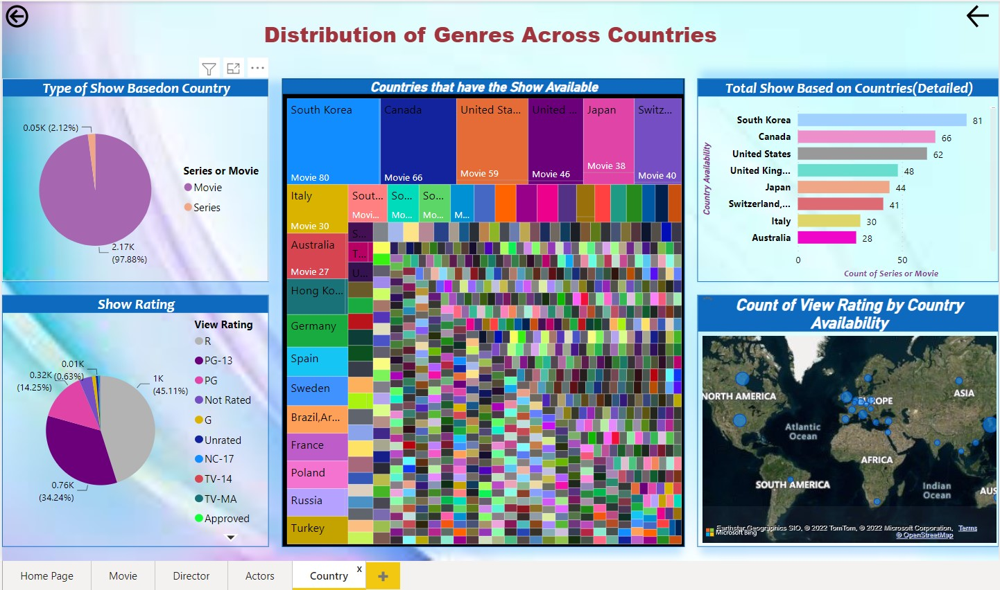 Distribution of Genres Across Countries
Type of Show Basedon Country
0.05K (2.12%)
2.17K
(97.88%)
Series or Movie
Movie
Series
Show Rating
0.01K
(0.63%)
0.32K
(14.25%)
1K
(45.11%)
0.76K
(34.24%)
View Rating
R
PG-13
PG
Not Rated
G
Unrated
NC-17
TV-14
TV-MA
Approved
Countries that have the Show Available
South Korea
Movie 80
Canada
Movie 66
United Sta...
Movie 59
United ...
Movie 46
Japan
Movie 38
Switz...
Movie 40
Italy
Movie 30
Sout...
Movi...
So...
Mo...
So...
Mo...
M...
S...
T...
U...
Australia
Movie 27
Hong Ko...
Germany
Spain
Sweden
Brazil,Ar...
France
Poland
Russia
Turkey
Total Show Based on Countries(Detailed)
Country Availability
South Korea 81
Canada 66
United States 62
United King... 48
Japan 44
Switzerland,... 41
Italy 30
Australia 28
0 50
Count of Series or Movie
Count of View Rating by Country
Availability
NORTH AMERICA
EUROPE
ASIA
Atlantic
Ocean
AFRICA
SOUTH AMERICA
Indian
Ocean
AUS
Earthstar Geographics SIO, © 2022 TomTom, © 2022 Microsoft Corporation, Terms
Microsoft Bing
© OpenStreetMap
Home Page
Movie
Director
Actors
Country
x
+